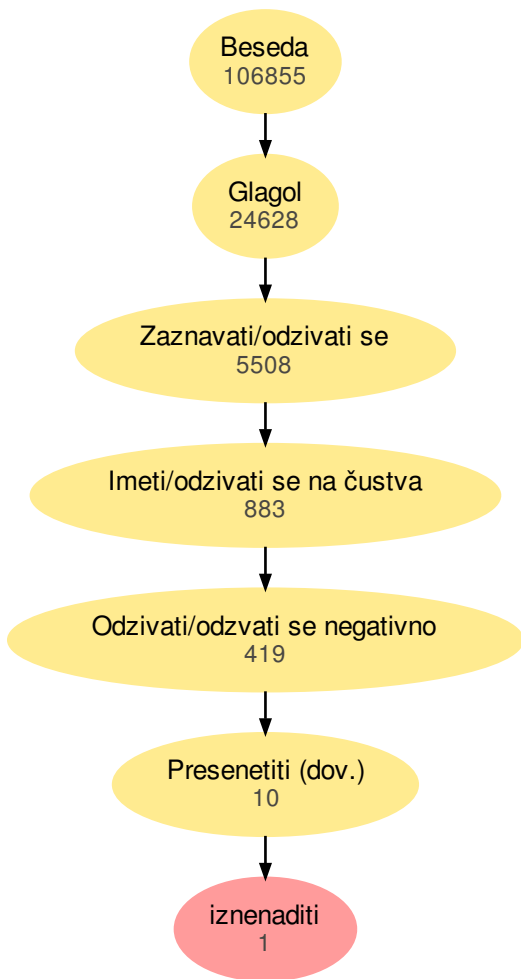 Beseda
106855
Glagol
24628
Zaznavati/odzivati se
5508
Imeti/odzivati se na čustva
883
Odzivati/odzvati se negativno
419
Presenetiti (dov.)
10
iznenaditi
1